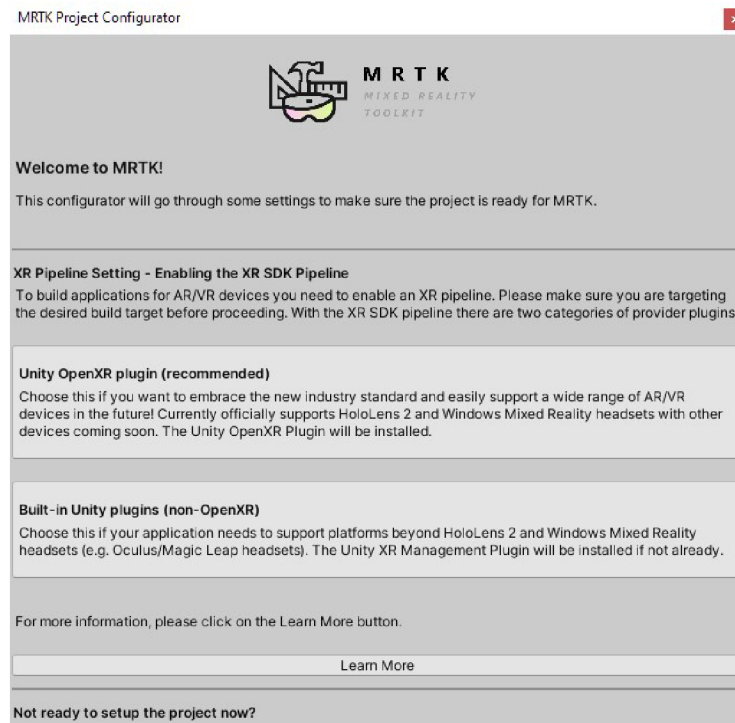 MRTK Project Configurator
MRTK
MIXED REALITY
TOOLKIT
Welcome to MRTK!
This configurator will go through some settings to make sure the project is ready for MRTK.
XR Pipeline Setting - Enabling the XR SDK Pipeline
To build applications for AR/VR devices you need to enable an XR pipeline. Please make sure you are targeting
the desired build target before proceeding. With the XR SDK pipeline there are two categories of provider plugins
Unity OpenXR plugin (recommended)
Choose this if you want to embrace the new industry standard and easily support a wide range of AR/VR
devices in the future! Currently officially supports HoloLens 2 and Windows Mixed Reality headsets with other
devices coming soon. The Unity OpenXR Plugin will be installed.
Built-in Unity plugins (non-OpenXR)
Choose this if your application needs to support platforms beyond HoloLens 2 and Windows Mixed Reality
headsets (e.g. Oculus/Magic Leap headsets). The Unity XR Management Plugin will be installed if not already.
For more information, please click on the Learn More button.
Learn More
Not ready to setup the project now?